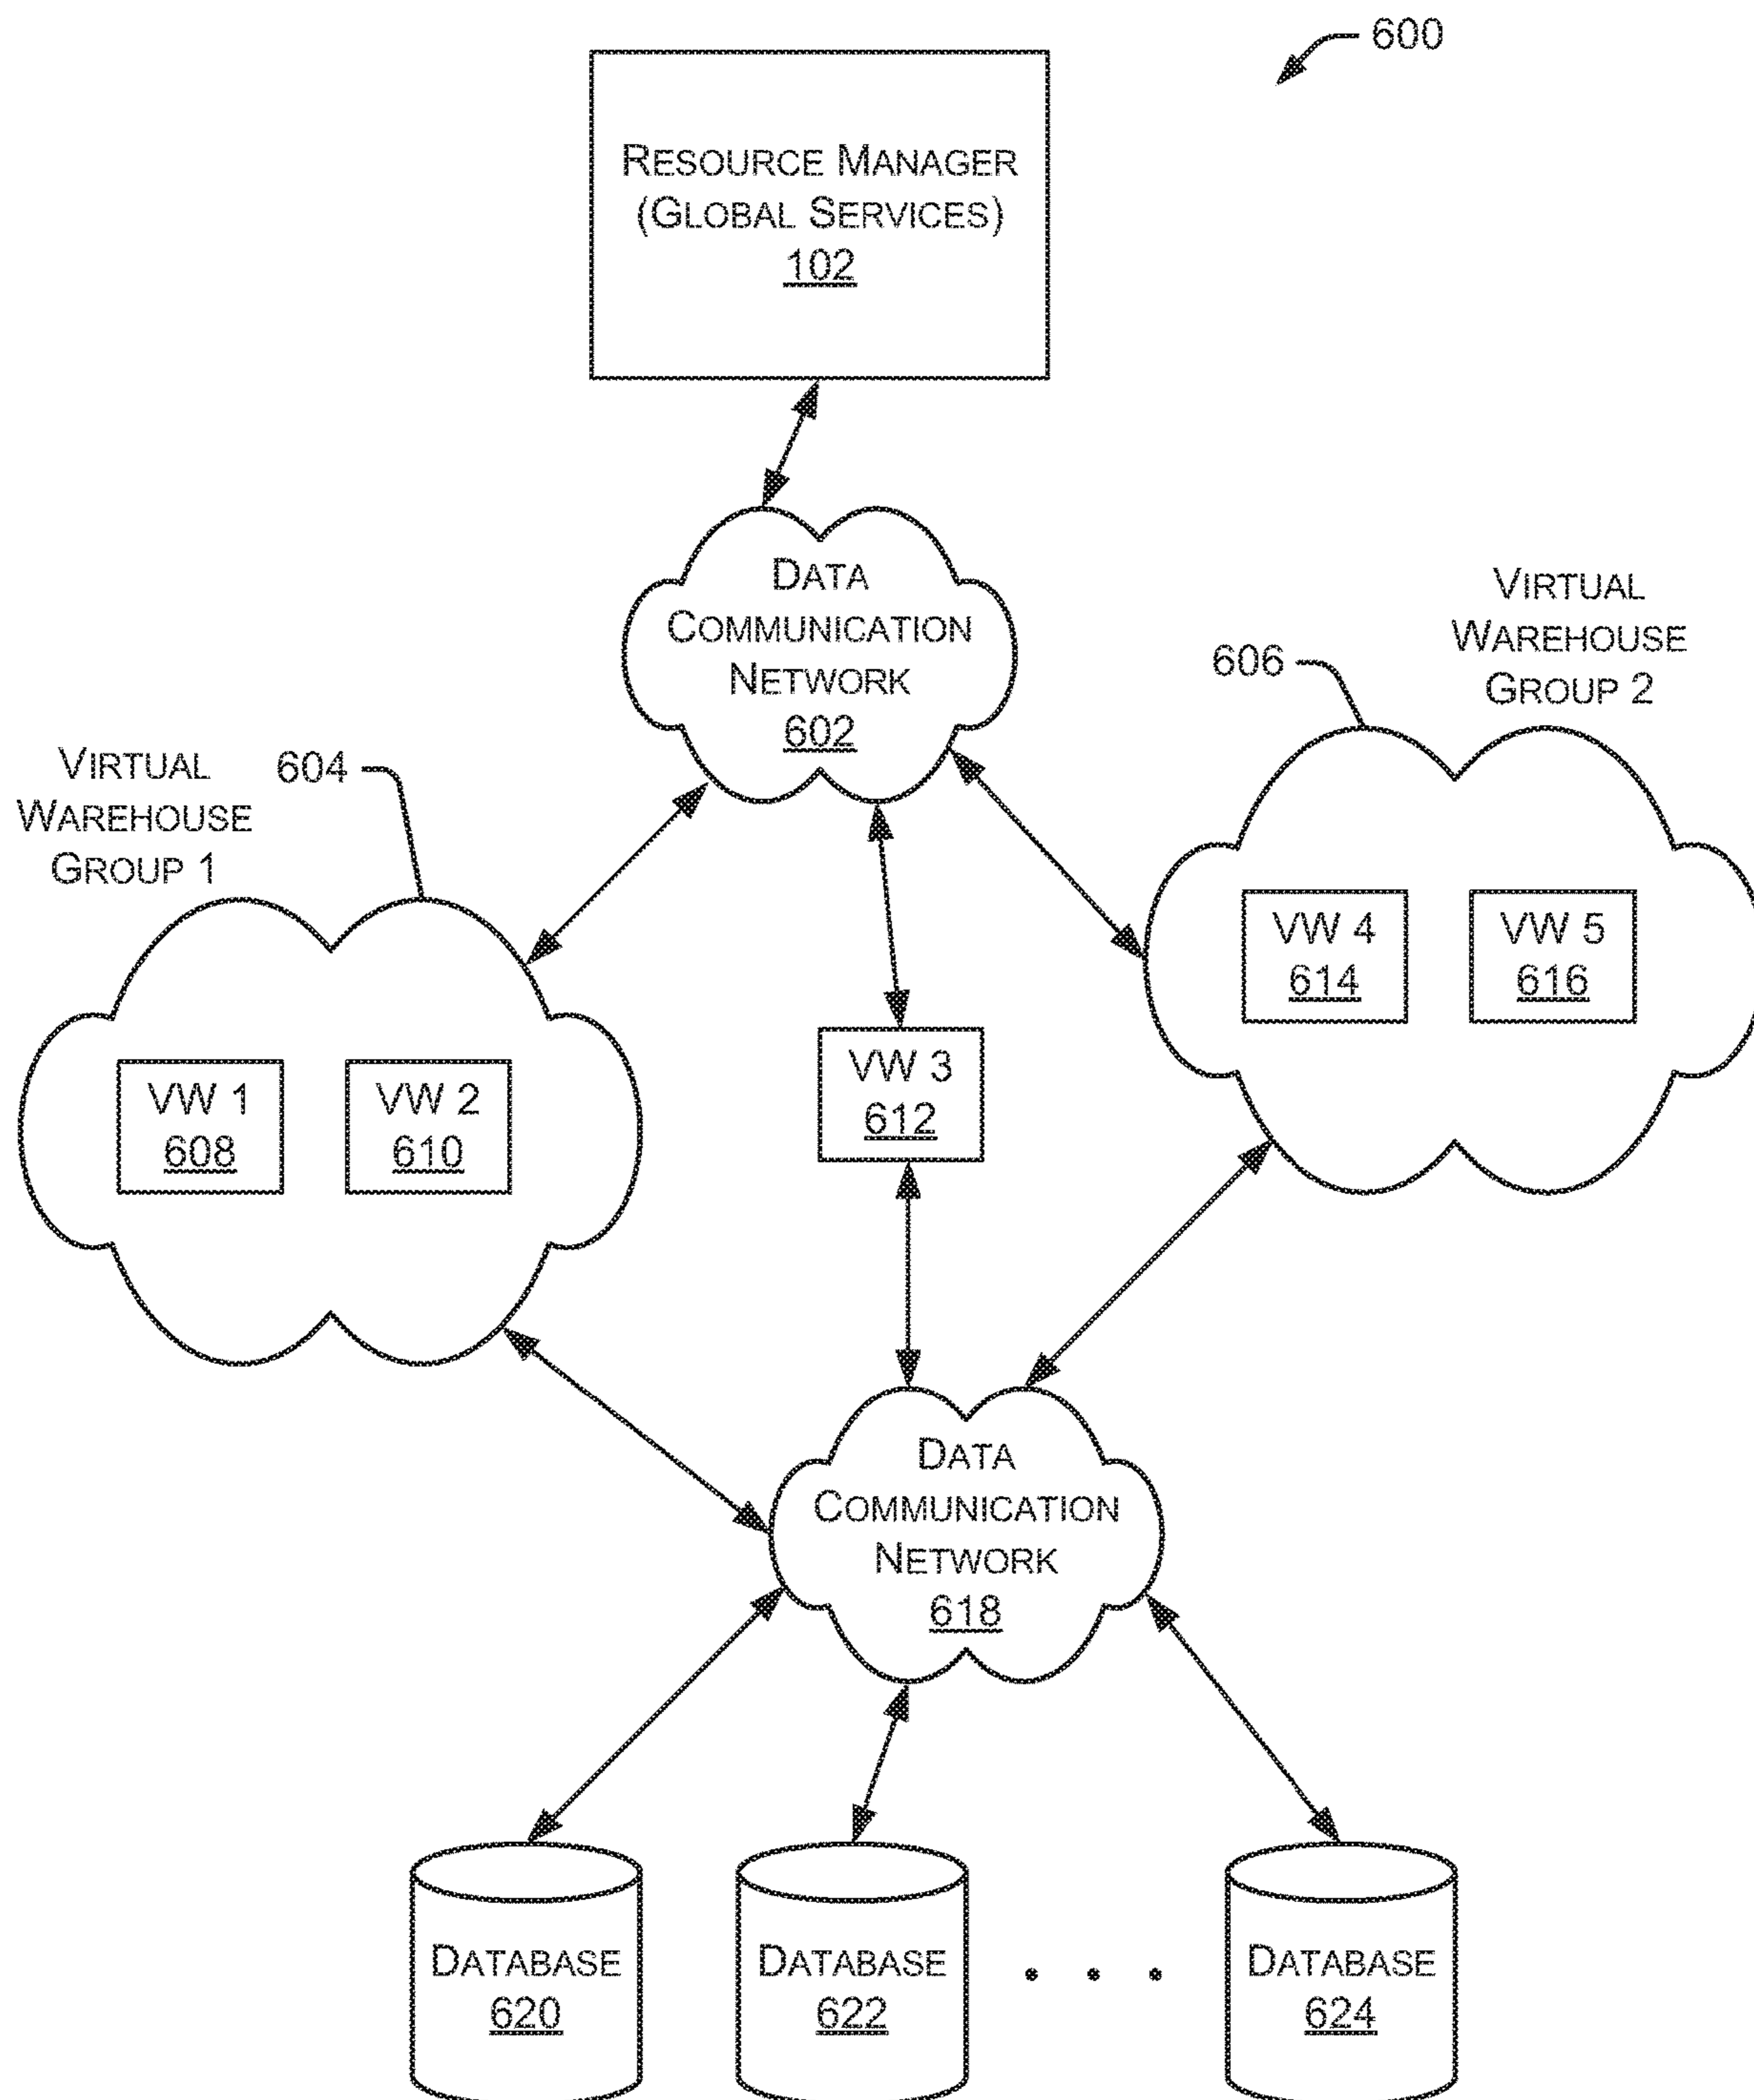 600
RESOURCE MANAGER
(GLOBAL SERVICES)
102
DATA
COMMUNICATION
NETWORK
602
VIRTUAL
WAREHOUSE
GROUP 2
606
VIRTUAL
WAREHOUSE
GROUP 1
604
VW 4
614
VW 5
616
VW 3
612
VW 1
608
VW 2
610
DATA
COMMUNICATION
NETWORK
618
DATABASE
620
DATABASE
622
. . .
DATABASE
624